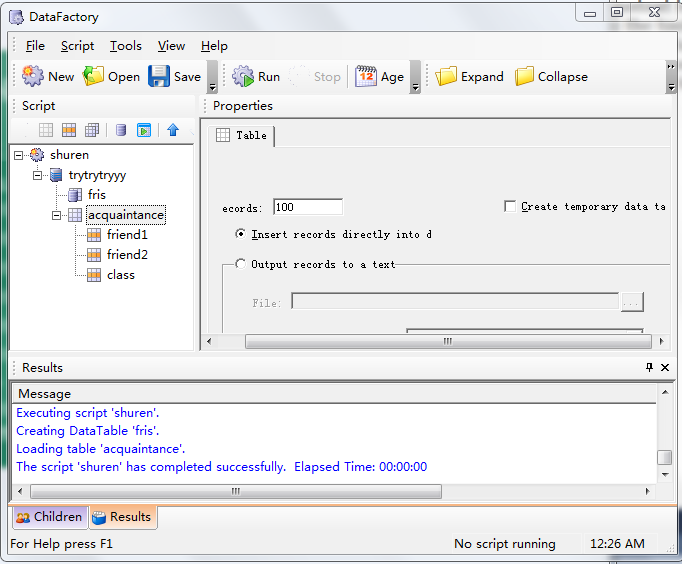 DataFactory
File Script Tools View Help
New Open Save Run Stop Age Expand Collapse
Script
Properties
shuren
trytrytryyy
fris
acquaintance
friend1
friend2
class
Table
ecords: 100
Create temporary data ta
Insert records directly into d
Output records to a text
File: ...
Results
Message
Executing script 'shuren'.
Creating DataTable 'fris'.
Loading table 'acquaintance'.
The script 'shuren' has completed successfully. Elapsed Time: 00:00:00
Children Results
For Help press F1 No script running 12:26 AM